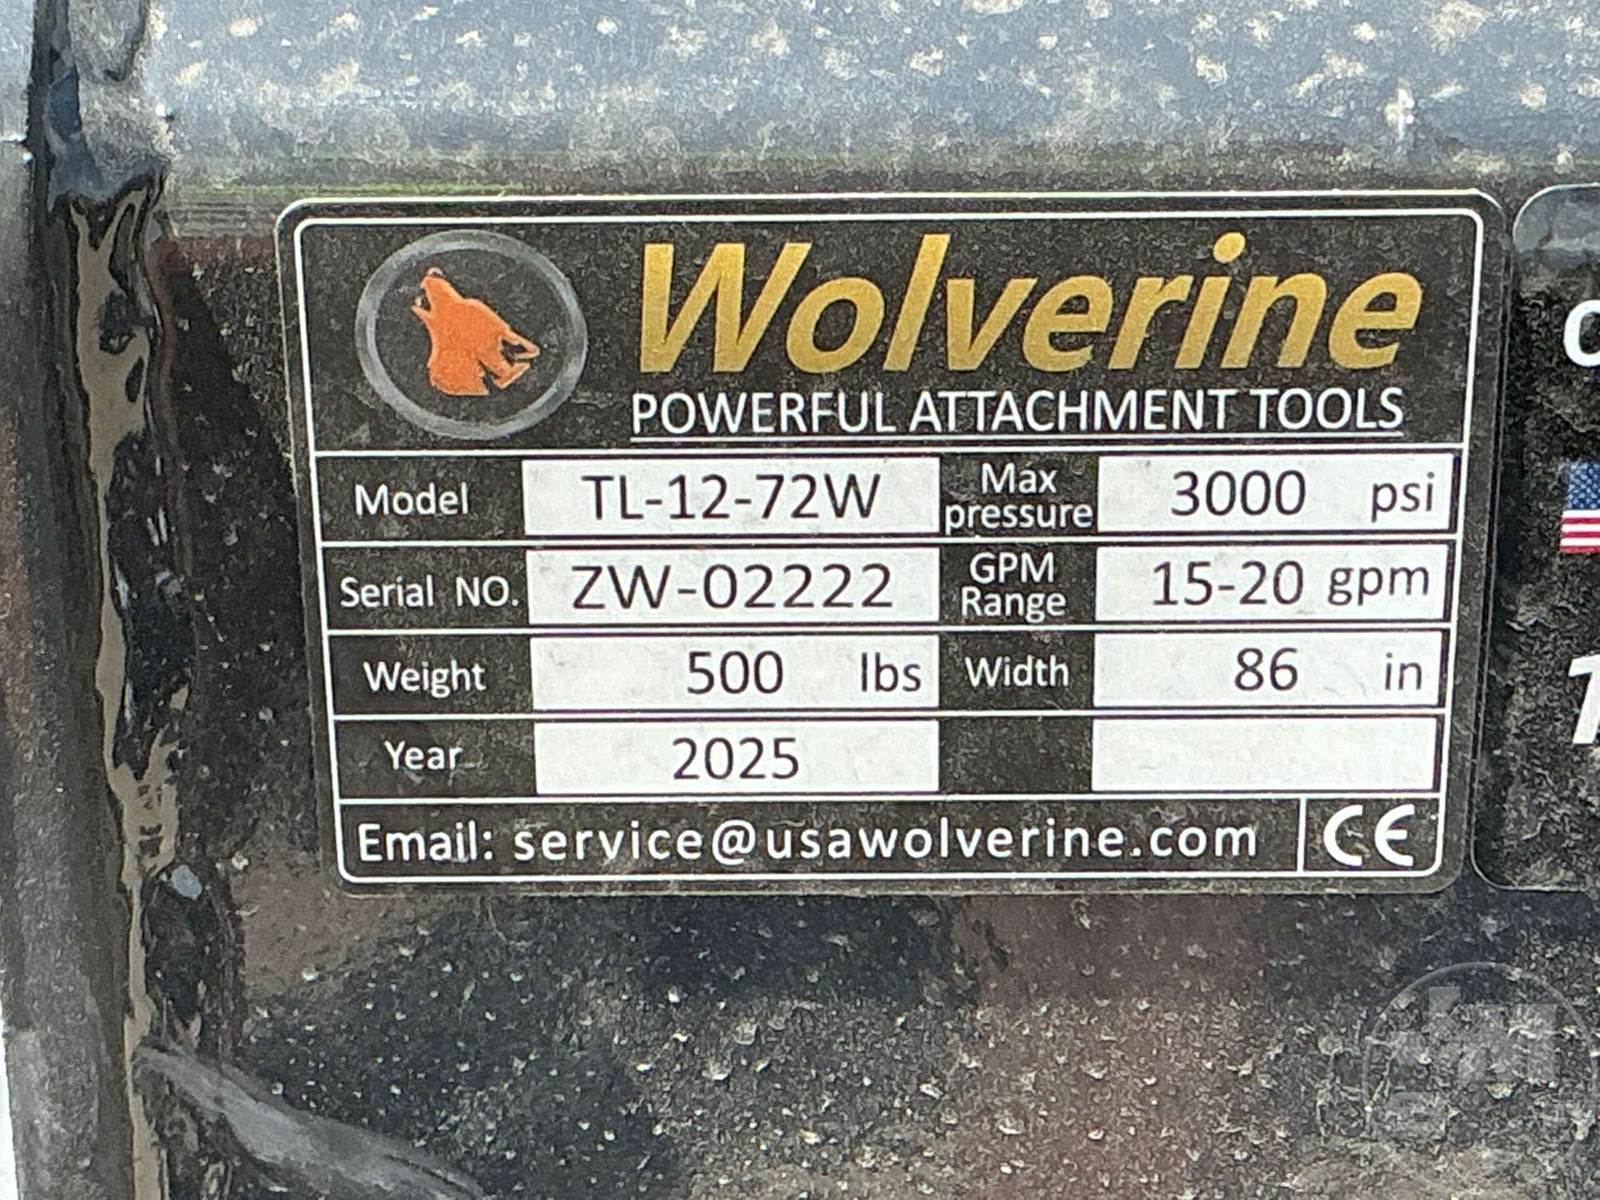 Wolverine
POWERFUL ATTACHMENT TOOLS
Model TL-12-72W Max pressure 3000 psi
Serial NO. ZW-02222 GPM Range 15-20 gpm
Weight 500 lbs Width 86 in
Year 2025
Email: service@usawolverine.com CE